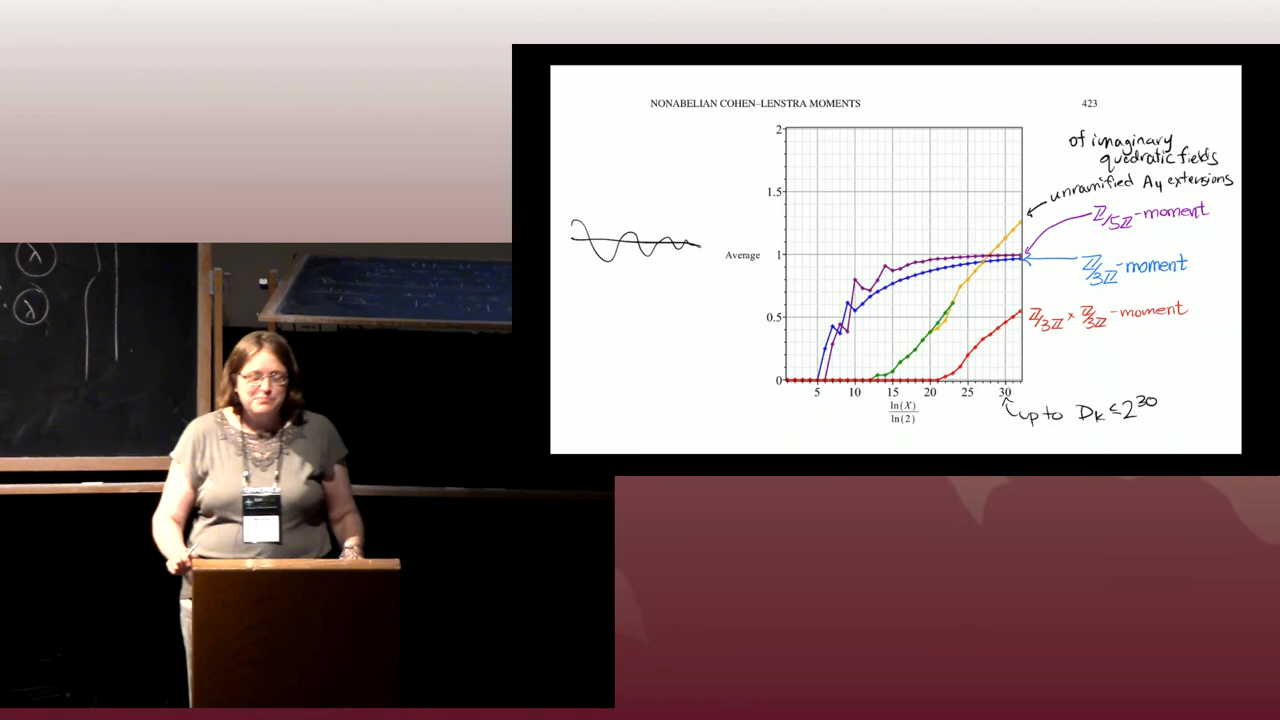 NONABELIAN COHEN–LENSTRA MOMENTS
423
2
1.5
Average
1
0.5
0
5
10
15
20
25
30
ln(X)
ln(2)
of imaginary
quadratic fields
unramified A4 extensions
ℤ/5ℤ-moment
ℤ/3ℤ-moment
ℤ/3ℤ × ℤ/3ℤ-moment
up to DK ≤ 2^30
λ
λ